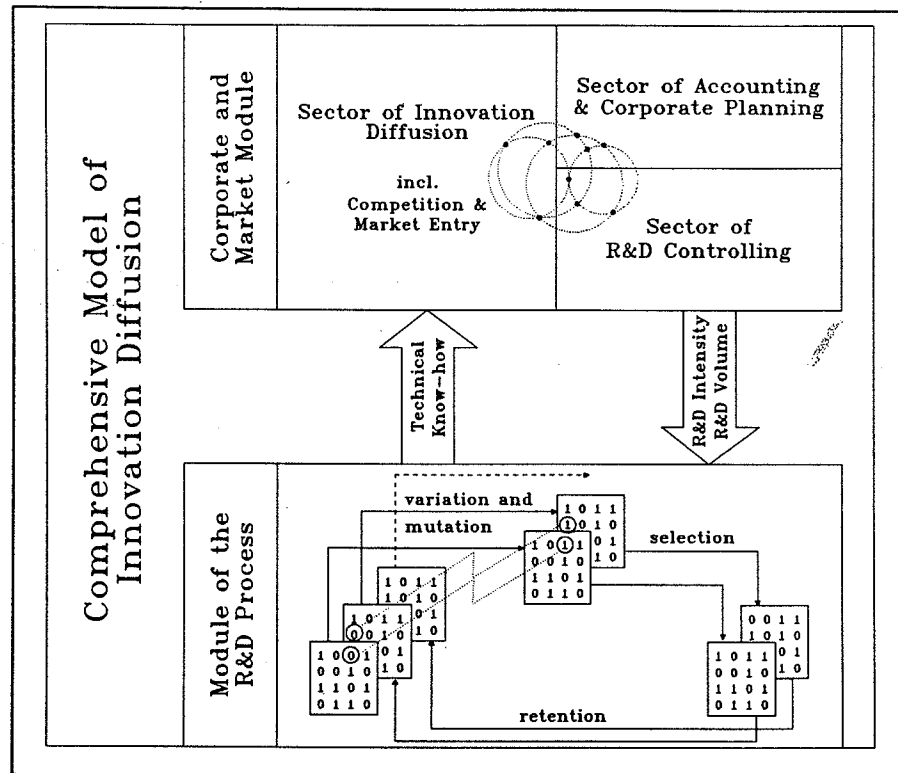 Comprehensive Model of
Innovation Diffusion
Corporate and
Market Module
Sector of Innovation
Diffusion
incl.
Competition &
Market Entry
Sector of Accounting
& Corporate Planning
Sector of
R&D Controlling
Technical
Know-how
R&D Intensity
R&D Volume
Module of the
R&D Process
variation and
mutation
selection
retention
1 0 1 1
1 0 1 0
0 1
1 0
1 0 1 1
0 0 1 0
1 1 0 1
0 1 1 0
1 0 1 1
1 0 1 0
0 1
1 0
1 0 1 1
0 1
1 0
1 0 0 1
0 0 1 0
1 1 0 1
0 1 1 0
0 0 1 1
1 0 1 0
0 1
1 0
1 0 1 1
0 0 1 0
1 1 0 1
0 1 1 0